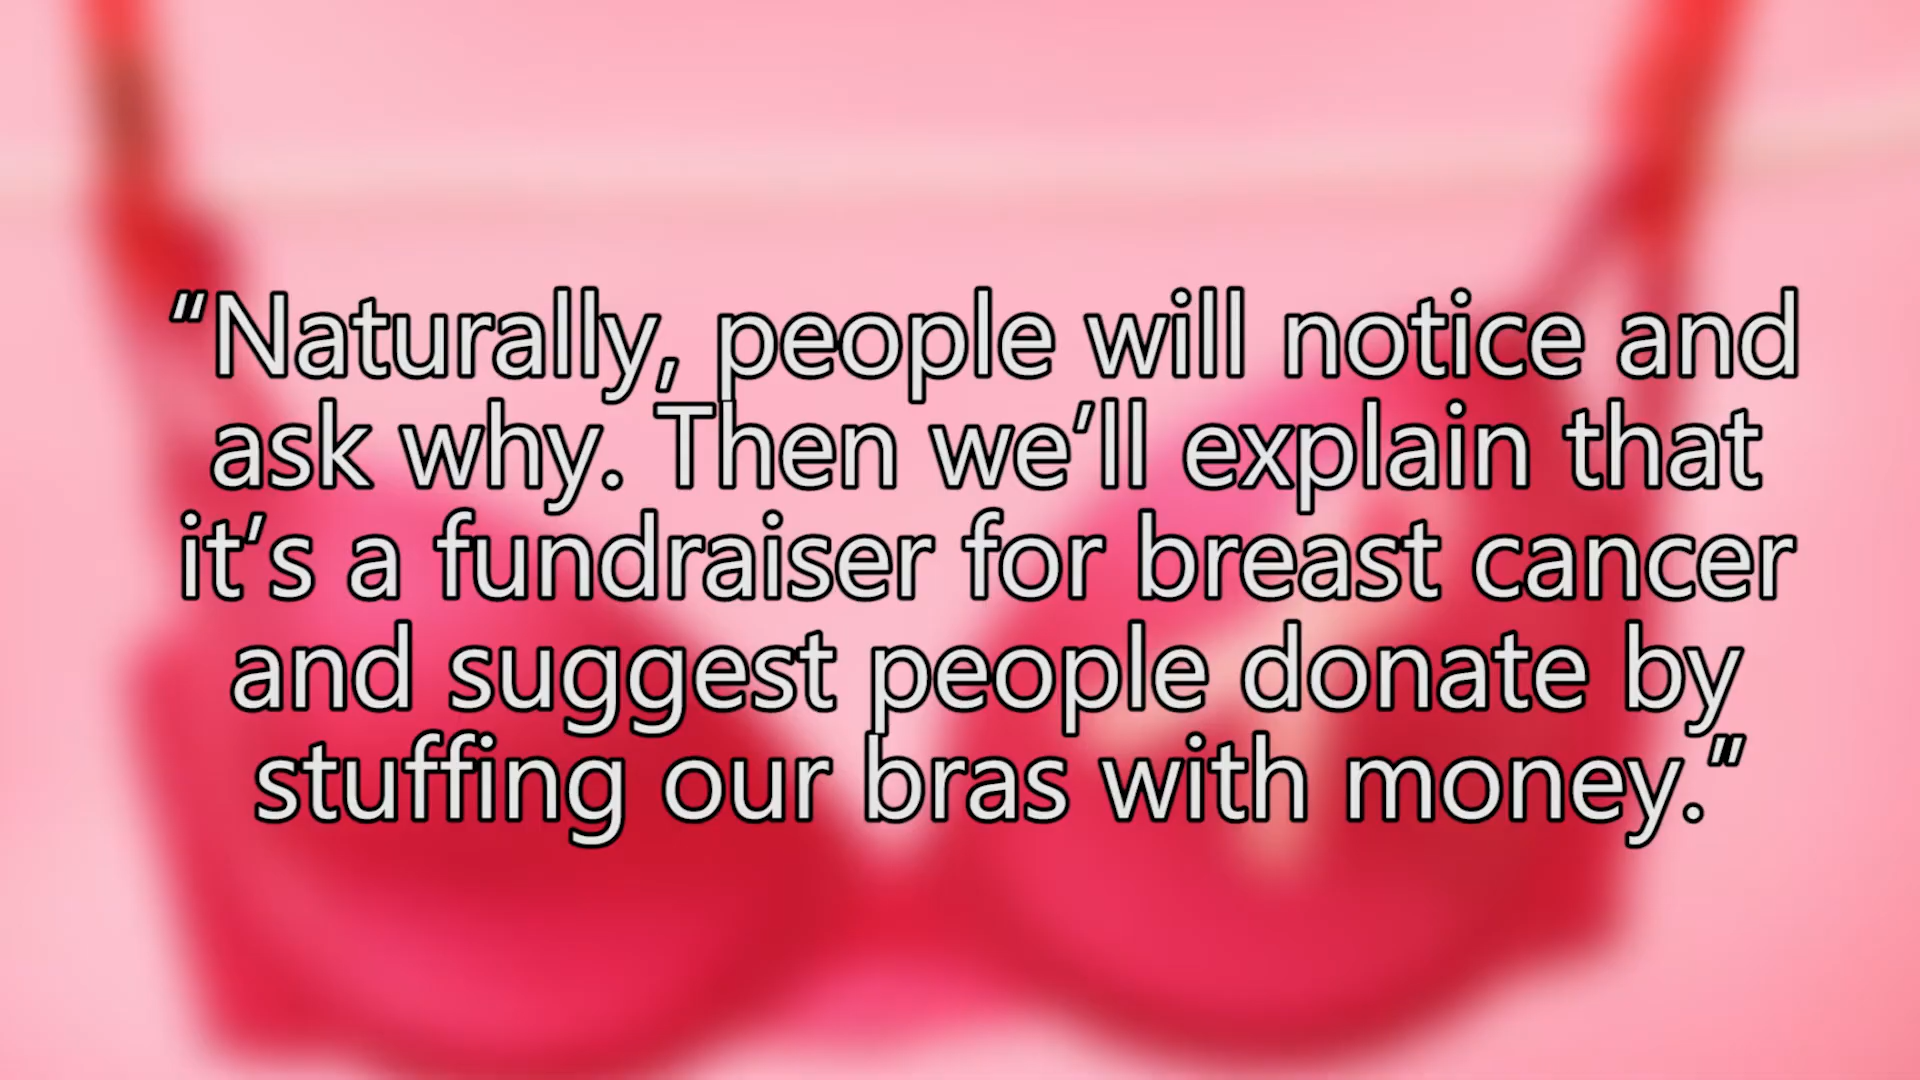 “Naturally, people will notice and
ask why. Then we’ll explain that
it’s a fundraiser for breast cancer
and suggest people donate by
stuffing our bras with money.”